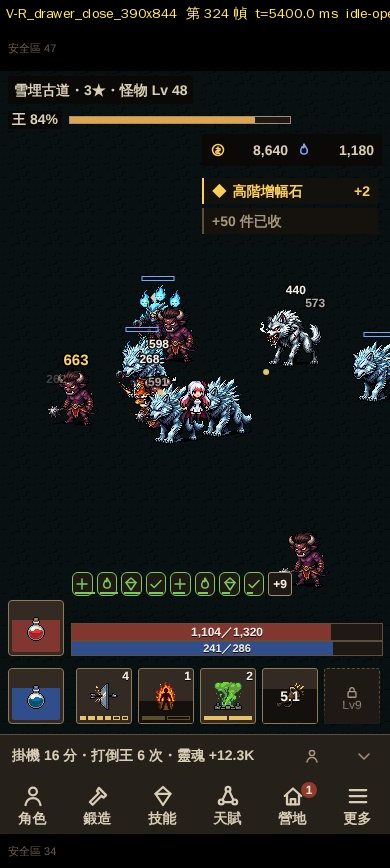 V-R_drawer_close_390x844 第 324 幀 t=5400.0 ms idle-ope
安全區 47
雪埋古道・3★・怪物 Lv 48
王 84%
8,640 1,180
高階增幅石 +2
+50 件已收
440
573
598
663
268
591
+9
1,104／1,320
241／286
4 1 2 5.1 Lv9
掛機 16 分・打倒王 6 次・靈魂 +12.3K
1
角色 鍛造 技能 天賦 營地 更多
安全區 34